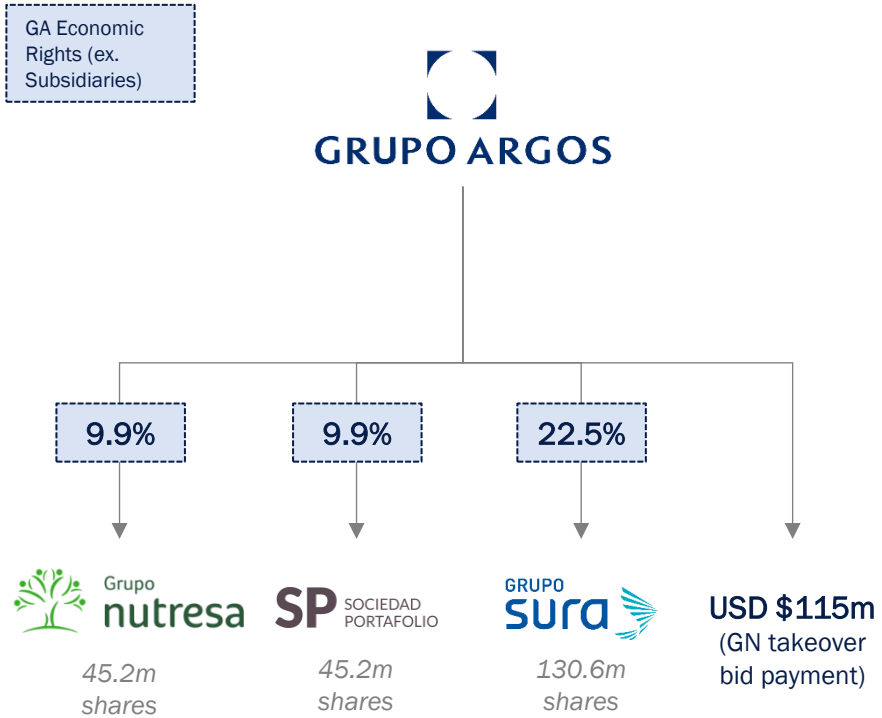 GA Economic
Rights (ex.
Subsidiaries)
GRUPO ARGOS
9.9%
9.9%
22.5%
Grupo
nutresa
45.2m
shares
SP SOCIEDAD
PORTAFOLIO
45.2m
shares
GRUPO
sura
130.6m
shares
USD $115m
(GN takeover
bid payment)